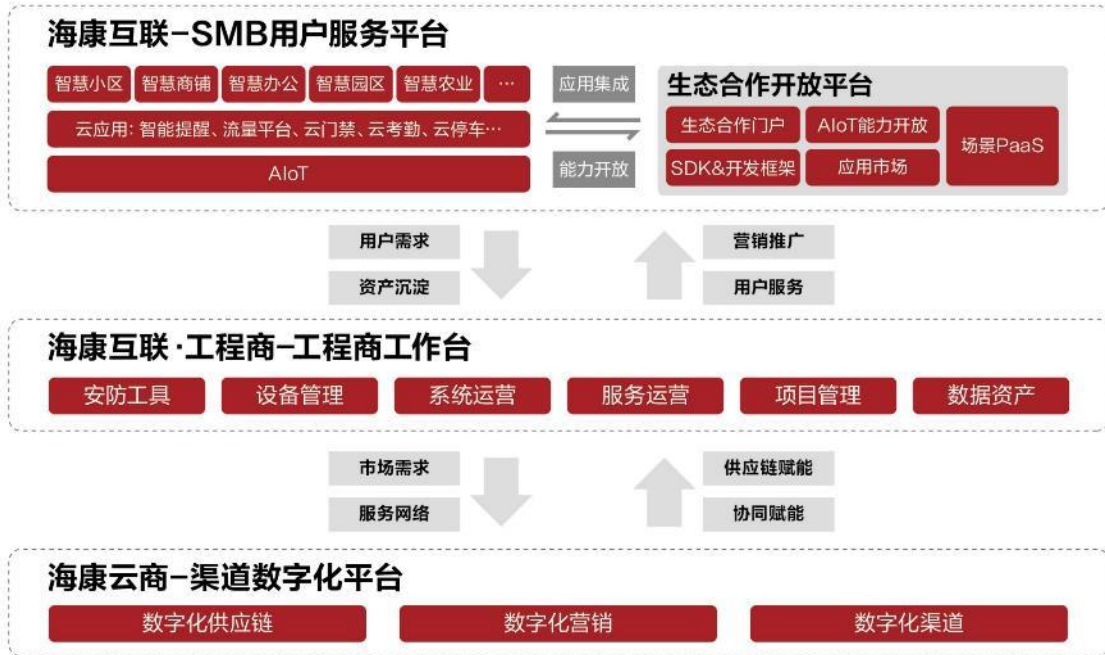 海康互联-SMB用户服务平台
智慧小区 智慧商铺 智慧办公 智慧园区 智慧农业 …
云应用：智能提醒、流量平台、云门禁、云考勤、云停车…
AIoT
应用集成
能力开放
生态合作开放平台
生态合作门户 AIoT能力开放
SDK&开发框架 应用市场
场景PaaS
用户需求
资产沉淀
营销推广
用户服务
海康互联·工程商-工程商工作台
安防工具 设备管理 系统运营 服务运营 项目管理 数据资产
市场需求
服务网络
供应链赋能
协同赋能
海康云商-渠道数字化平台
数字化供应链 数字化营销 数字化渠道